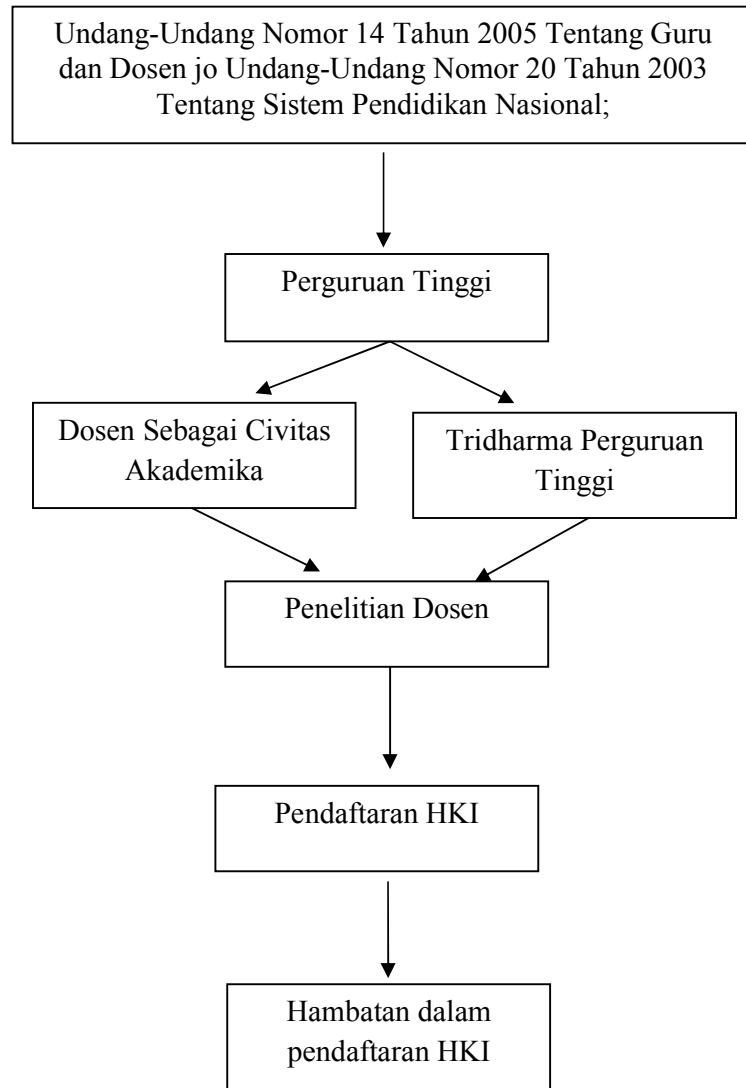 Undang-Undang Nomor 14 Tahun 2005 Tentang Guru
dan Dosen jo Undang-Undang Nomor 20 Tahun 2003
Tentang Sistem Pendidikan Nasional;
Perguruan Tinggi
Dosen Sebagai Civitas
Akademika
Tridharma Perguruan
Tinggi
Penelitian Dosen
Pendaftaran HKI
Hambatan dalam
pendaftaran HKI